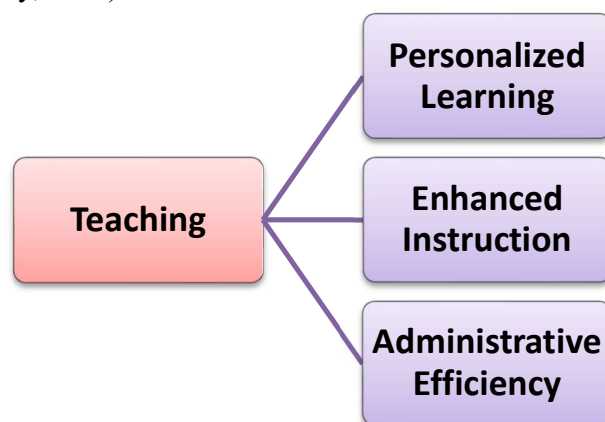 Personalized
Learning
Teaching
Enhanced
Instruction
Administrative
Efficiency